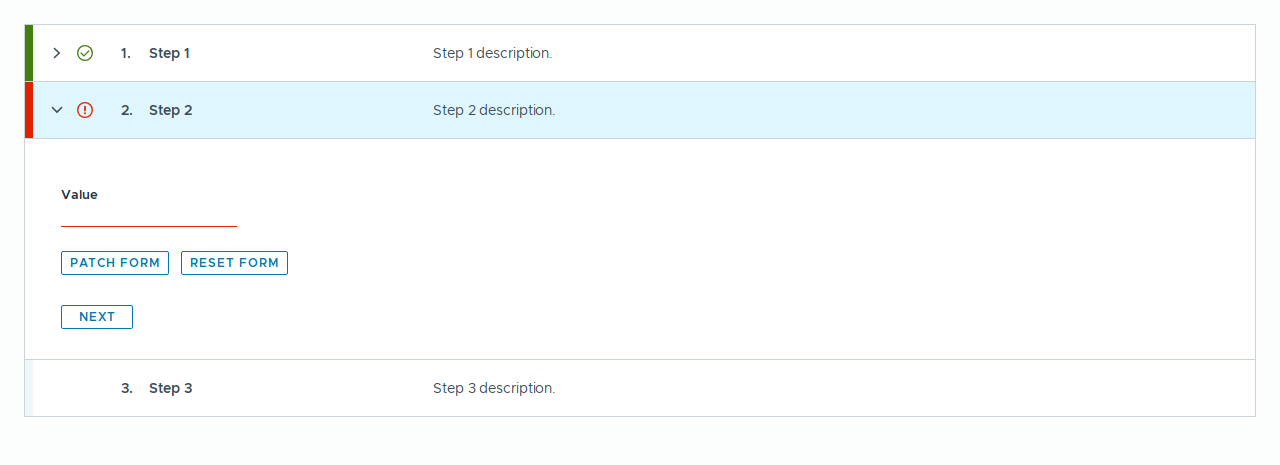 1. Step 1 Step 1 description.
2. Step 2 Step 2 description.
Value
PATCH FORM RESET FORM
NEXT
3. Step 3 Step 3 description.